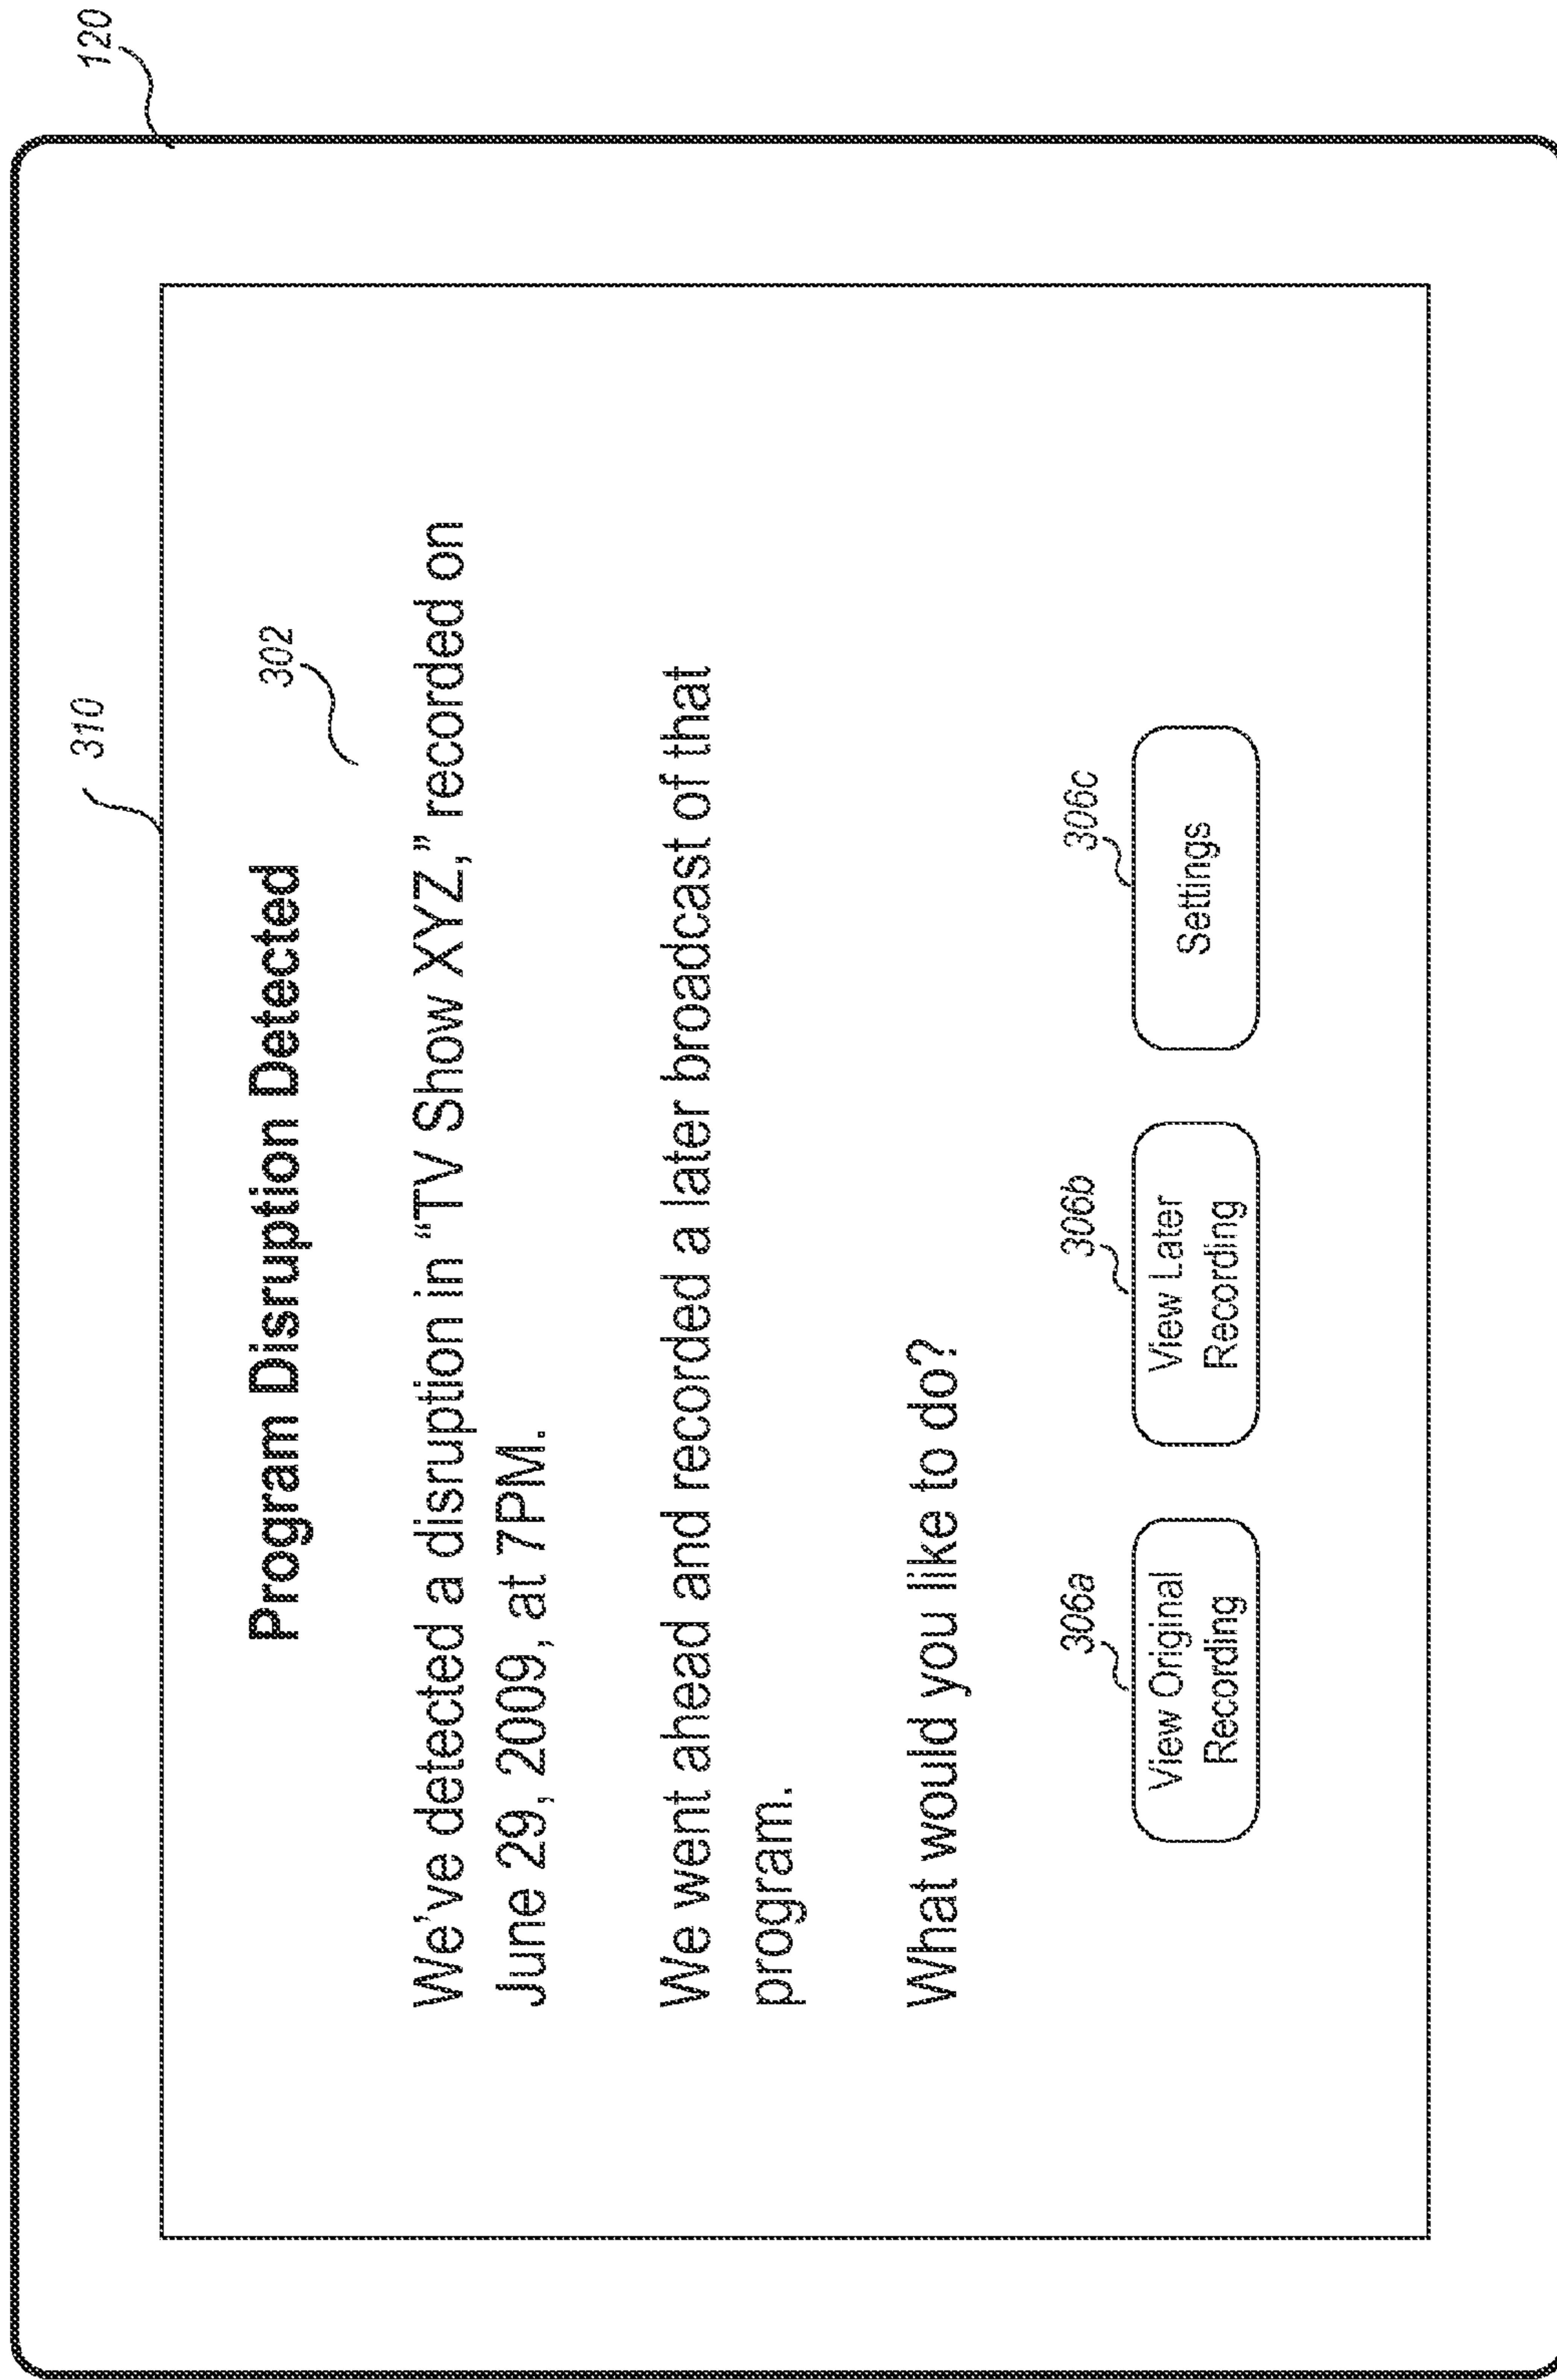 120
310
Program Disruption Detected
302
We've detected a disruption in “TV Show XYZ,” recorded on
June 29, 2009, at 7PM.
We went ahead and recorded a later broadcast of that
program.
What would you like to do?
306a
306b
306c
View Original
Recording
View Later
Recording
Settings